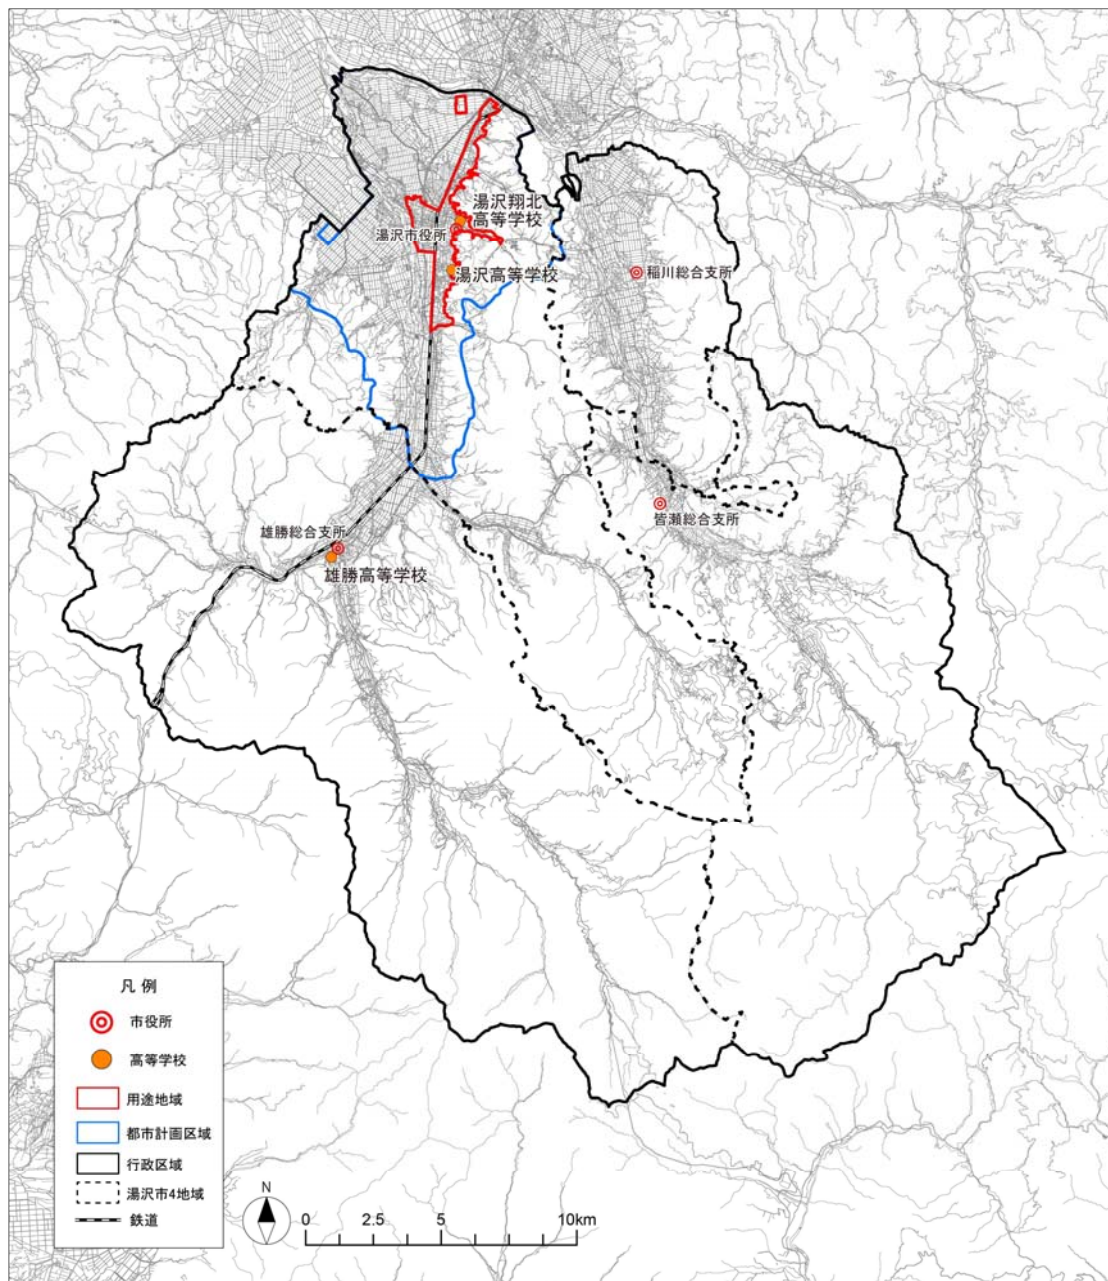 湯沢翔北
高等学校
湯沢市役所
湯沢高等学校
稲川総合支所
皆瀬総合支所
雄勝総合支所
雄勝高等学校
凡 例
市役所
高等学校
用途地域
都市計画区域
行政区域
湯沢市4地域
鉄道
N
0 2.5 5 10km